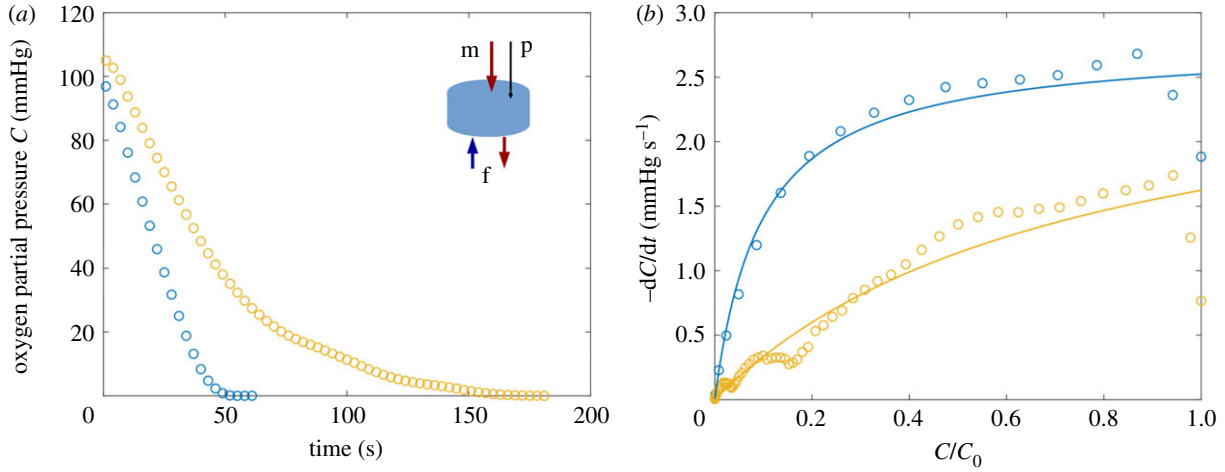 (a)
120
100
80
60
40
20
0
50
100
150
200
oxygen partial pressure C (mmHg)
time (s)
m
p
f
(b)
3.0
2.5
2.0
1.5
1.0
0.5
0
0.2
0.4
0.6
0.8
1.0
–dC/dt (mmHg s⁻¹)
C/C₀